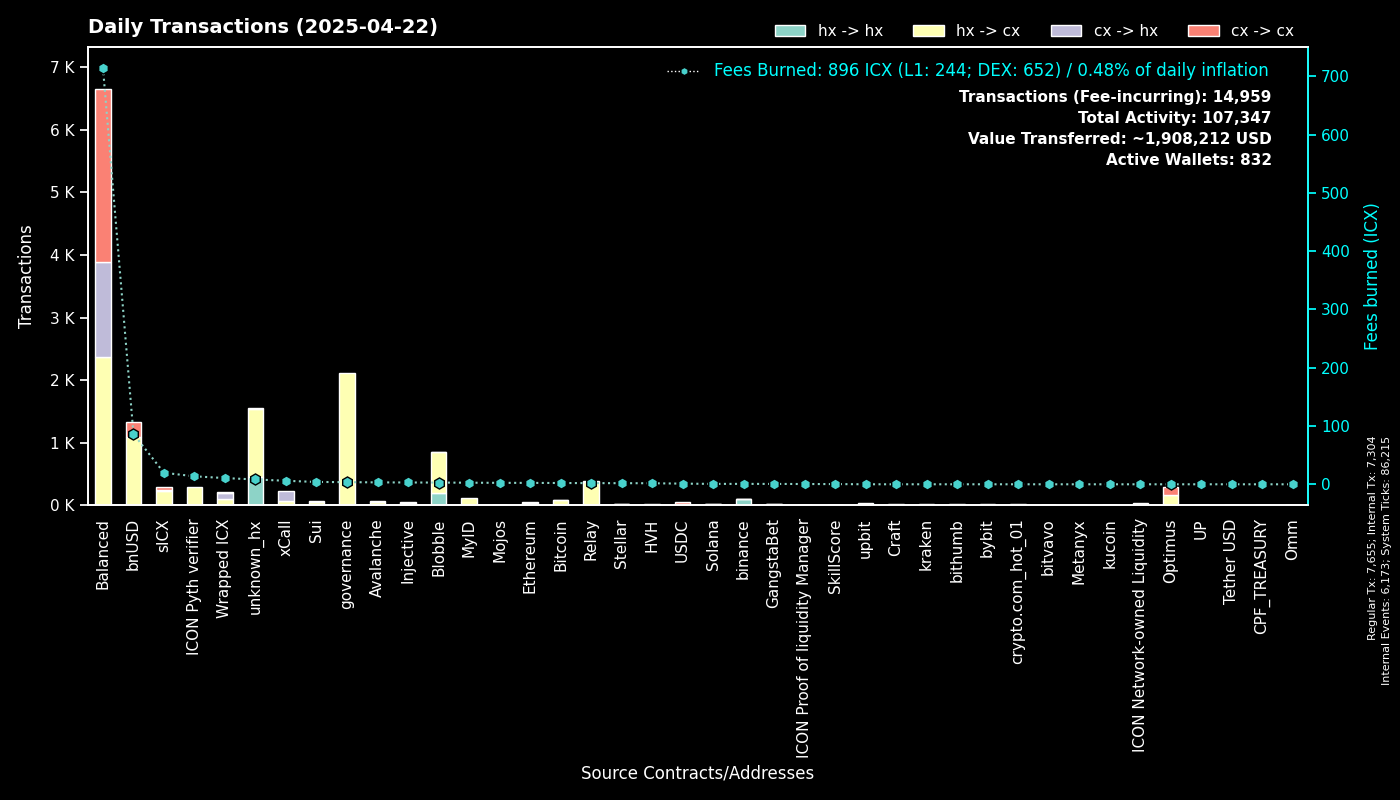 Daily Transactions (2025-04-22)
hx -> hx
hx -> cx
cx -> hx
cx -> cx
Fees Burned: 896 ICX (L1: 244; DEX: 652) / 0.48% of daily inflation
Transactions (Fee-incurring): 14,959
Total Activity: 107,347
Value Transferred: ~1,908,212 USD
Active Wallets: 832
Transactions
7 K
6 K
5 K
4 K
3 K
2 K
1 K
0 K
700
600
500
400
300
200
100
0
Fees burned (ICX)
Balanced
bnUSD
sICX
ICON Pyth verifier
Wrapped ICX
unknown_hx
xCall
Sui
governance
Avalanche
Injective
Blobble
MyID
Mojos
Ethereum
Bitcoin
Relay
Stellar
HVH
USDC
Solana
binance
GangstaBet
ICON Proof of liquidity Manager
SkillScore
upbit
Craft
kraken
bithumb
bybit
crypto.com_hot_01
bitvavo
Metanyx
kucoin
ICON Network-owned Liquidity
Optimus
UP
Tether USD
CPF_TREASURY
Omm
Source Contracts/Addresses
Regular Tx: 7,655; Internal Tx: 7,304
Internal Events: 6,173; System Ticks: 86,215